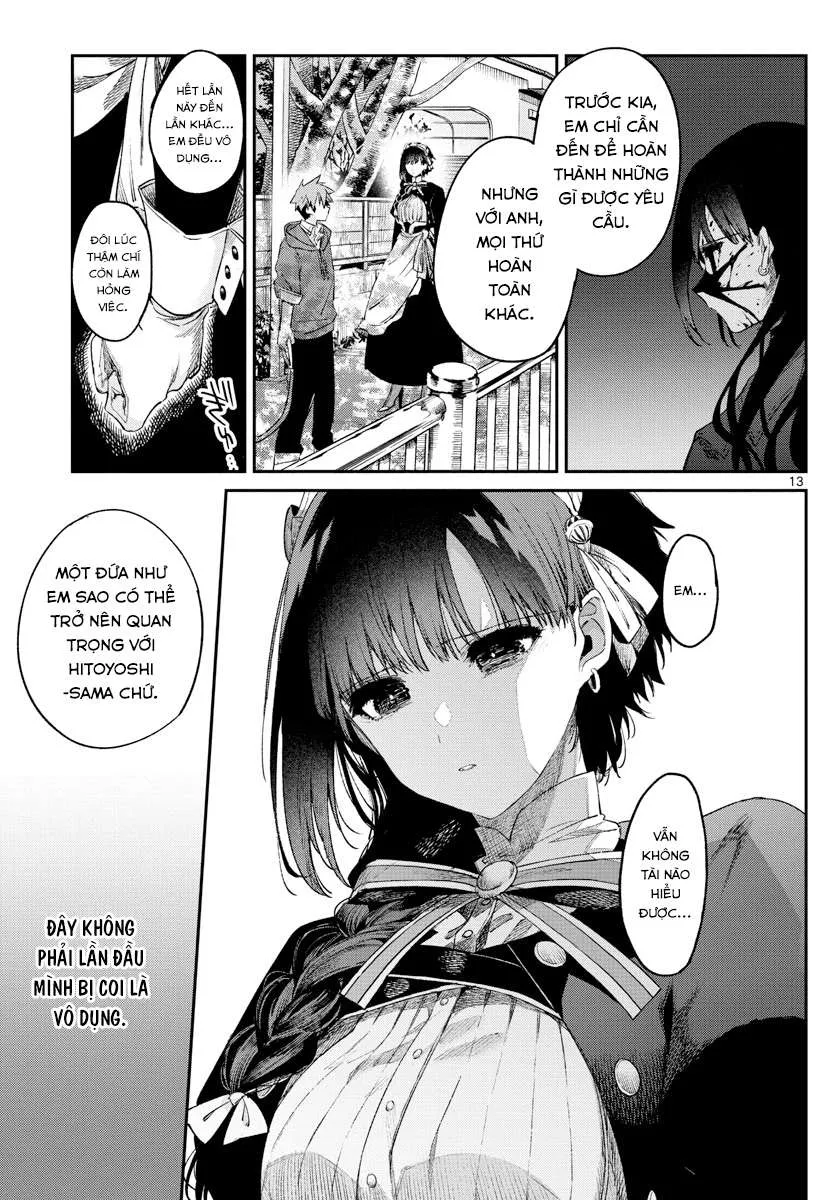 TRƯỚC KIA,
EM CHỈ CẦN
ĐẾN ĐỂ HOÀN
THÀNH NHỮNG
GÌ ĐƯỢC YÊU
CẦU.
NHƯNG
VỚI ANH,
MỌI THỨ
HOÀN
TOÀN
KHÁC.
HẾT LẦN
NÀY ĐẾN
LẦN KHÁC...
EM ĐỀU VÔ
DỤNG...
ĐÔI LÚC
THẬM CHÍ
CÒN LÀM
HỎNG
VIỆC.
13
EM...
VẪN
KHÔNG
TÀI NÀO
HIỂU
ĐƯỢC...
MỘT ĐỨA NHƯ
EM SAO CÓ THỂ
TRỞ NÊN QUAN
TRỌNG VỚI
HITOYOSHI
-SAMA CHỨ.
ĐÂY KHÔNG
PHẢI LẦN ĐẦU
MÌNH BỊ COI LÀ
VÔ DỤNG.